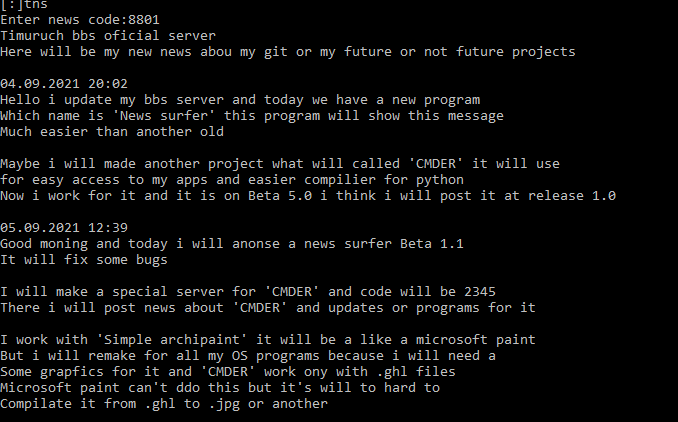 [:]tns
Enter news code:8801
Timuruch bbs oficial server
Here will be my new news abou my git or my future or not future projects
04.09.2021 20:02
Hello i update my bbs server and today we have a new program
Which name is 'News surfer' this program will show this message
Much easier than another old
Maybe i will made another project what will called 'CMDER' it will use
for easy access to my apps and easier compilier for python
Now i work for it and it is on Beta 5.0 i think i will post it at release 1.0
05.09.2021 12:39
Good moning and today i will anonse a news surfer Beta 1.1
It will fix some bugs
I will make a special server for 'CMDER' and code will be 2345
There i will post news about 'CMDER' and updates or programs for it
I work with 'Simple archipaint' it will be a like a microsoft paint
But i will remake for all my OS programs because i will need a
Some grapfics for it and 'CMDER' work ony with .ghl files
Microsoft paint can't ddo this but it's will to hard to
Compilate it from .ghl to .jpg or another